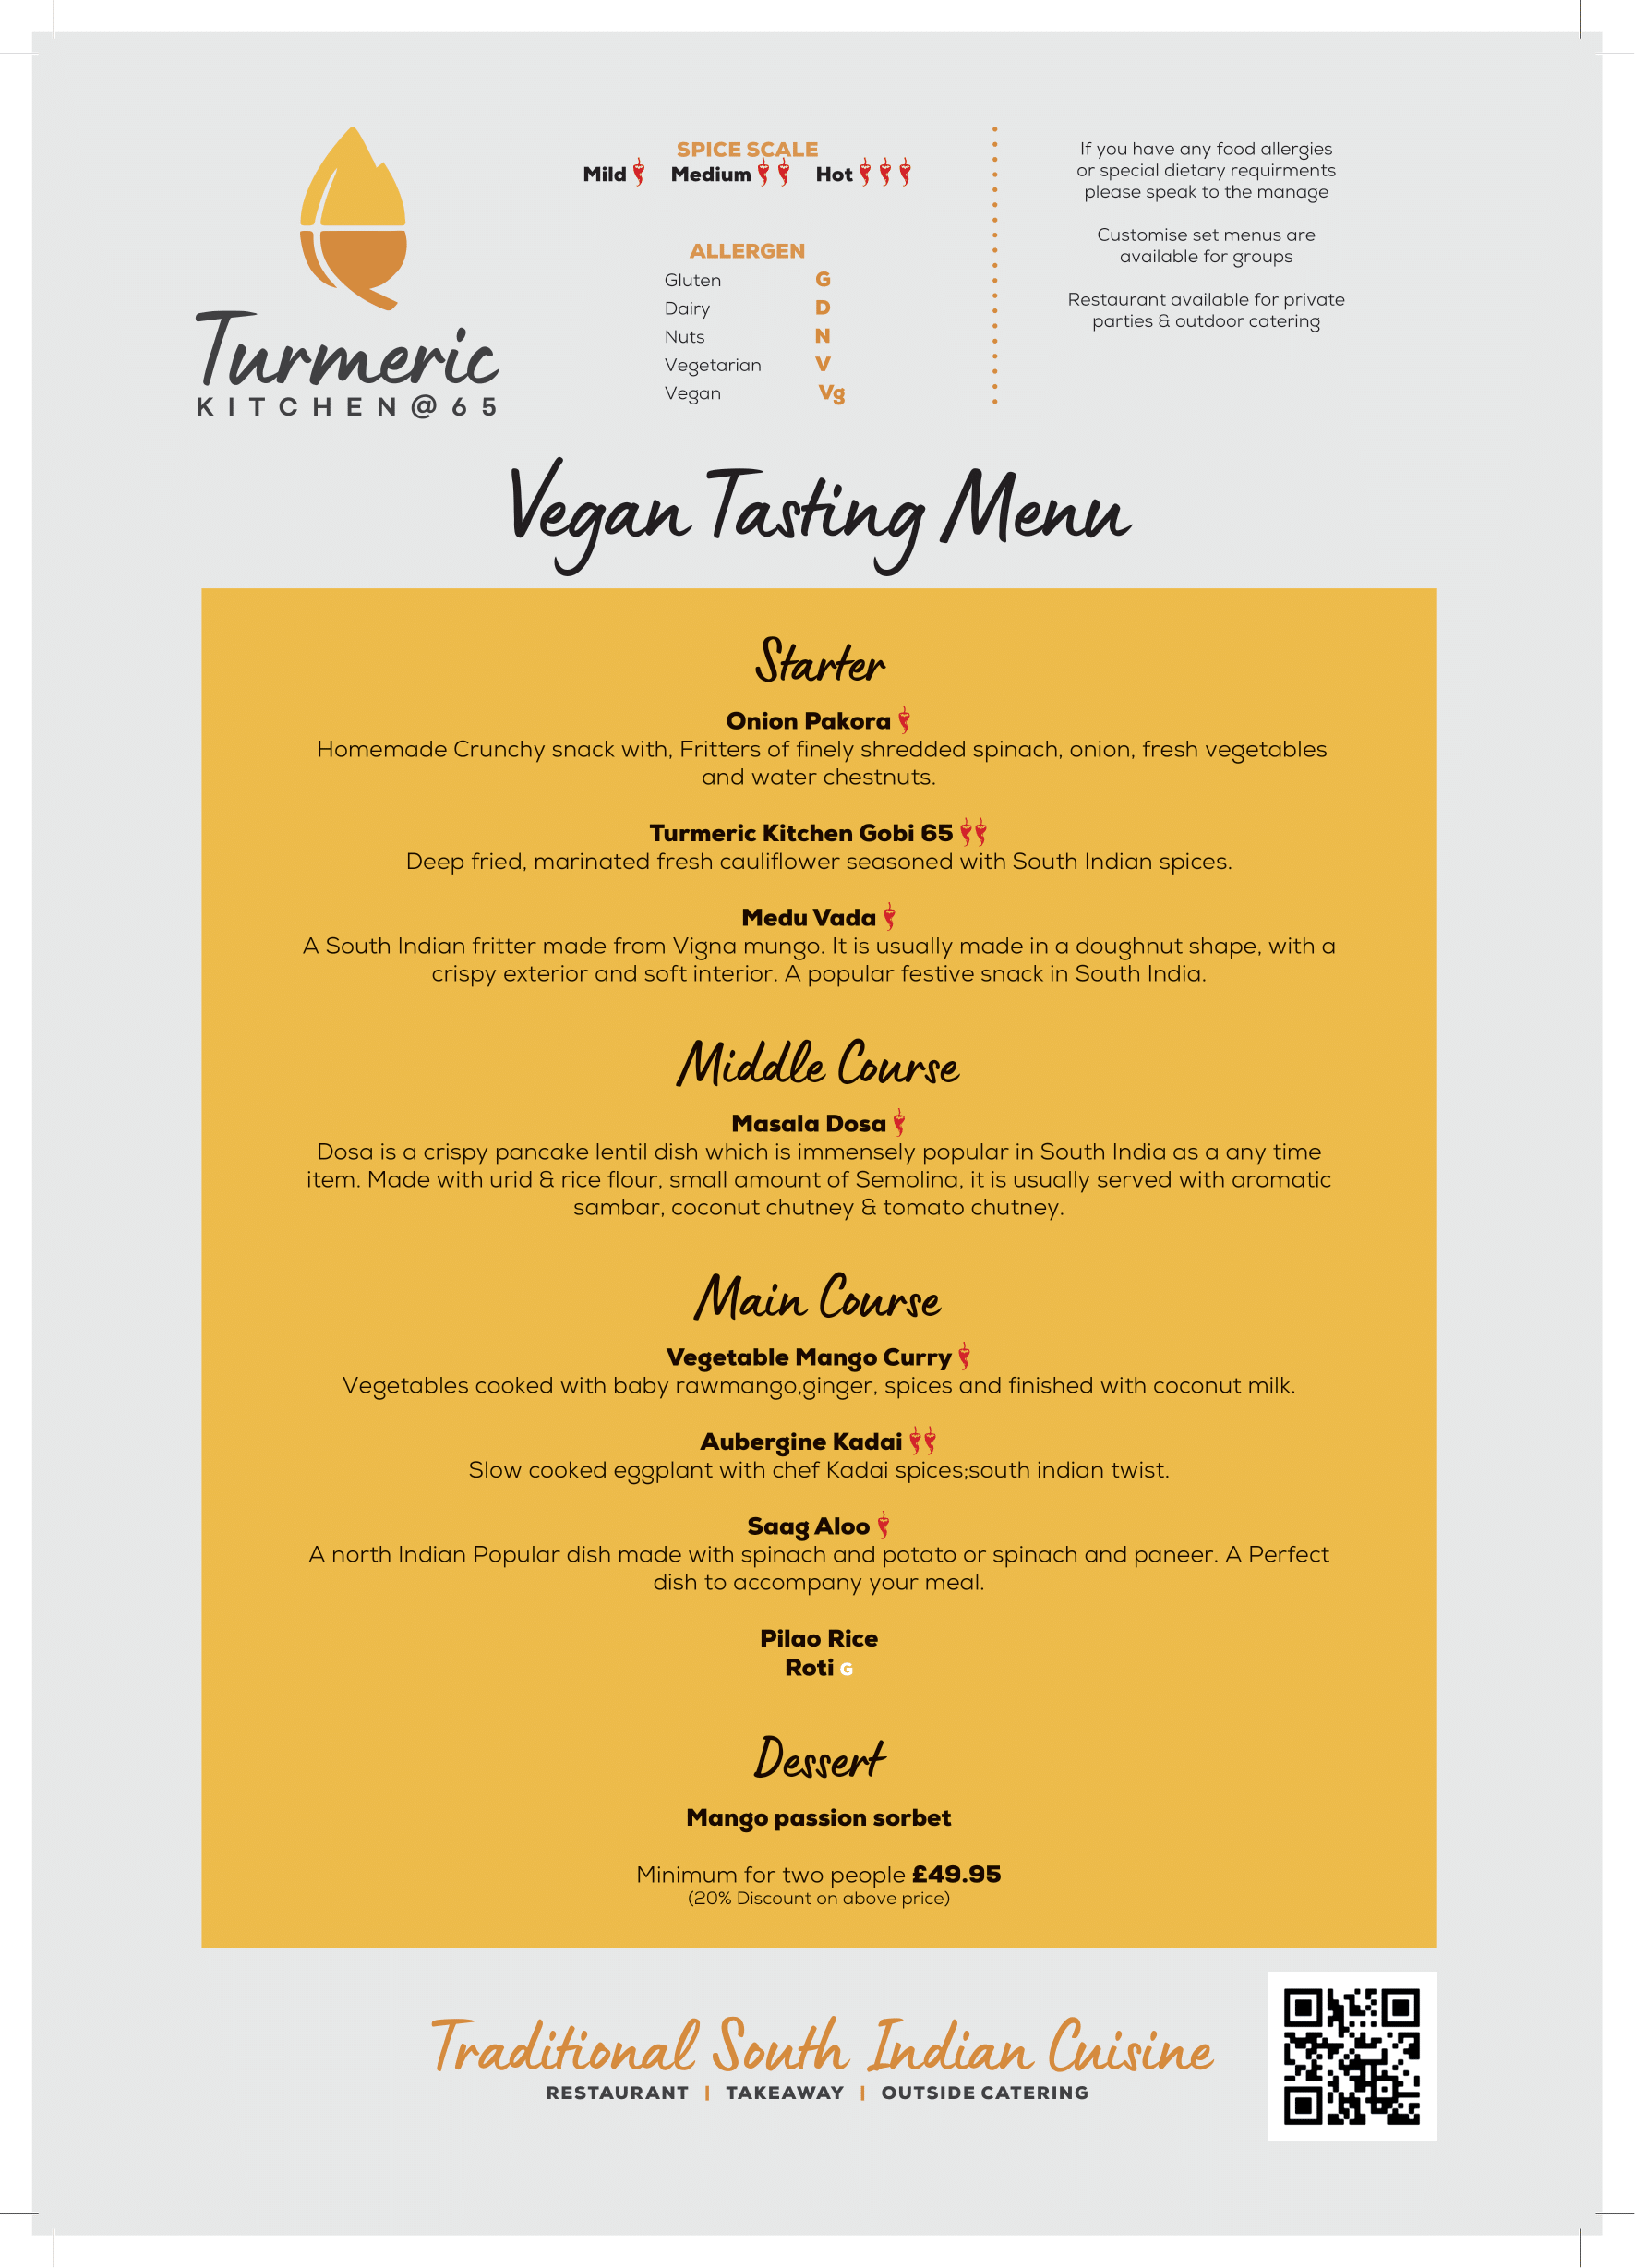 Turmeric
KITCHEN@65
SPICE SCALE
Mild Medium Hot
ALLERGEN
Gluten G
Dairy D
Nuts N
Vegetarian V
Vegan Vg
If you have any food allergies
or special dietary requirments
please speak to the manage
Customise set menus are
available for groups
Restaurant available for private
parties & outdoor catering
Vegan Tasting Menu
Starter
Onion Pakora
Homemade Crunchy snack with, Fritters of finely shredded spinach, onion, fresh vegetables
and water chestnuts.
Turmeric Kitchen Gobi 65
Deep fried, marinated fresh cauliflower seasoned with South Indian spices.
Medu Vada
A South Indian fritter made from Vigna mungo. It is usually made in a doughnut shape, with a
crispy exterior and soft interior. A popular festive snack in South India.
Middle Course
Masala Dosa
Dosa is a crispy pancake lentil dish which is immensely popular in South India as a any time
item. Made with urid & rice flour, small amount of Semolina, it is usually served with aromatic
sambar, coconut chutney & tomato chutney.
Main Course
Vegetable Mango Curry
Vegetables cooked with baby rawmango,ginger, spices and finished with coconut milk.
Aubergine Kadai
Slow cooked eggplant with chef Kadai spices;south indian twist.
Saag Aloo
A north Indian Popular dish made with spinach and potato or spinach and paneer. A Perfect
dish to accompany your meal.
Pilao Rice
Roti G
Dessert
Mango passion sorbet
Minimum for two people £49.95
(20% Discount on above price)
Traditional South Indian Cuisine
RESTAURANT | TAKEAWAY | OUTSIDE CATERING